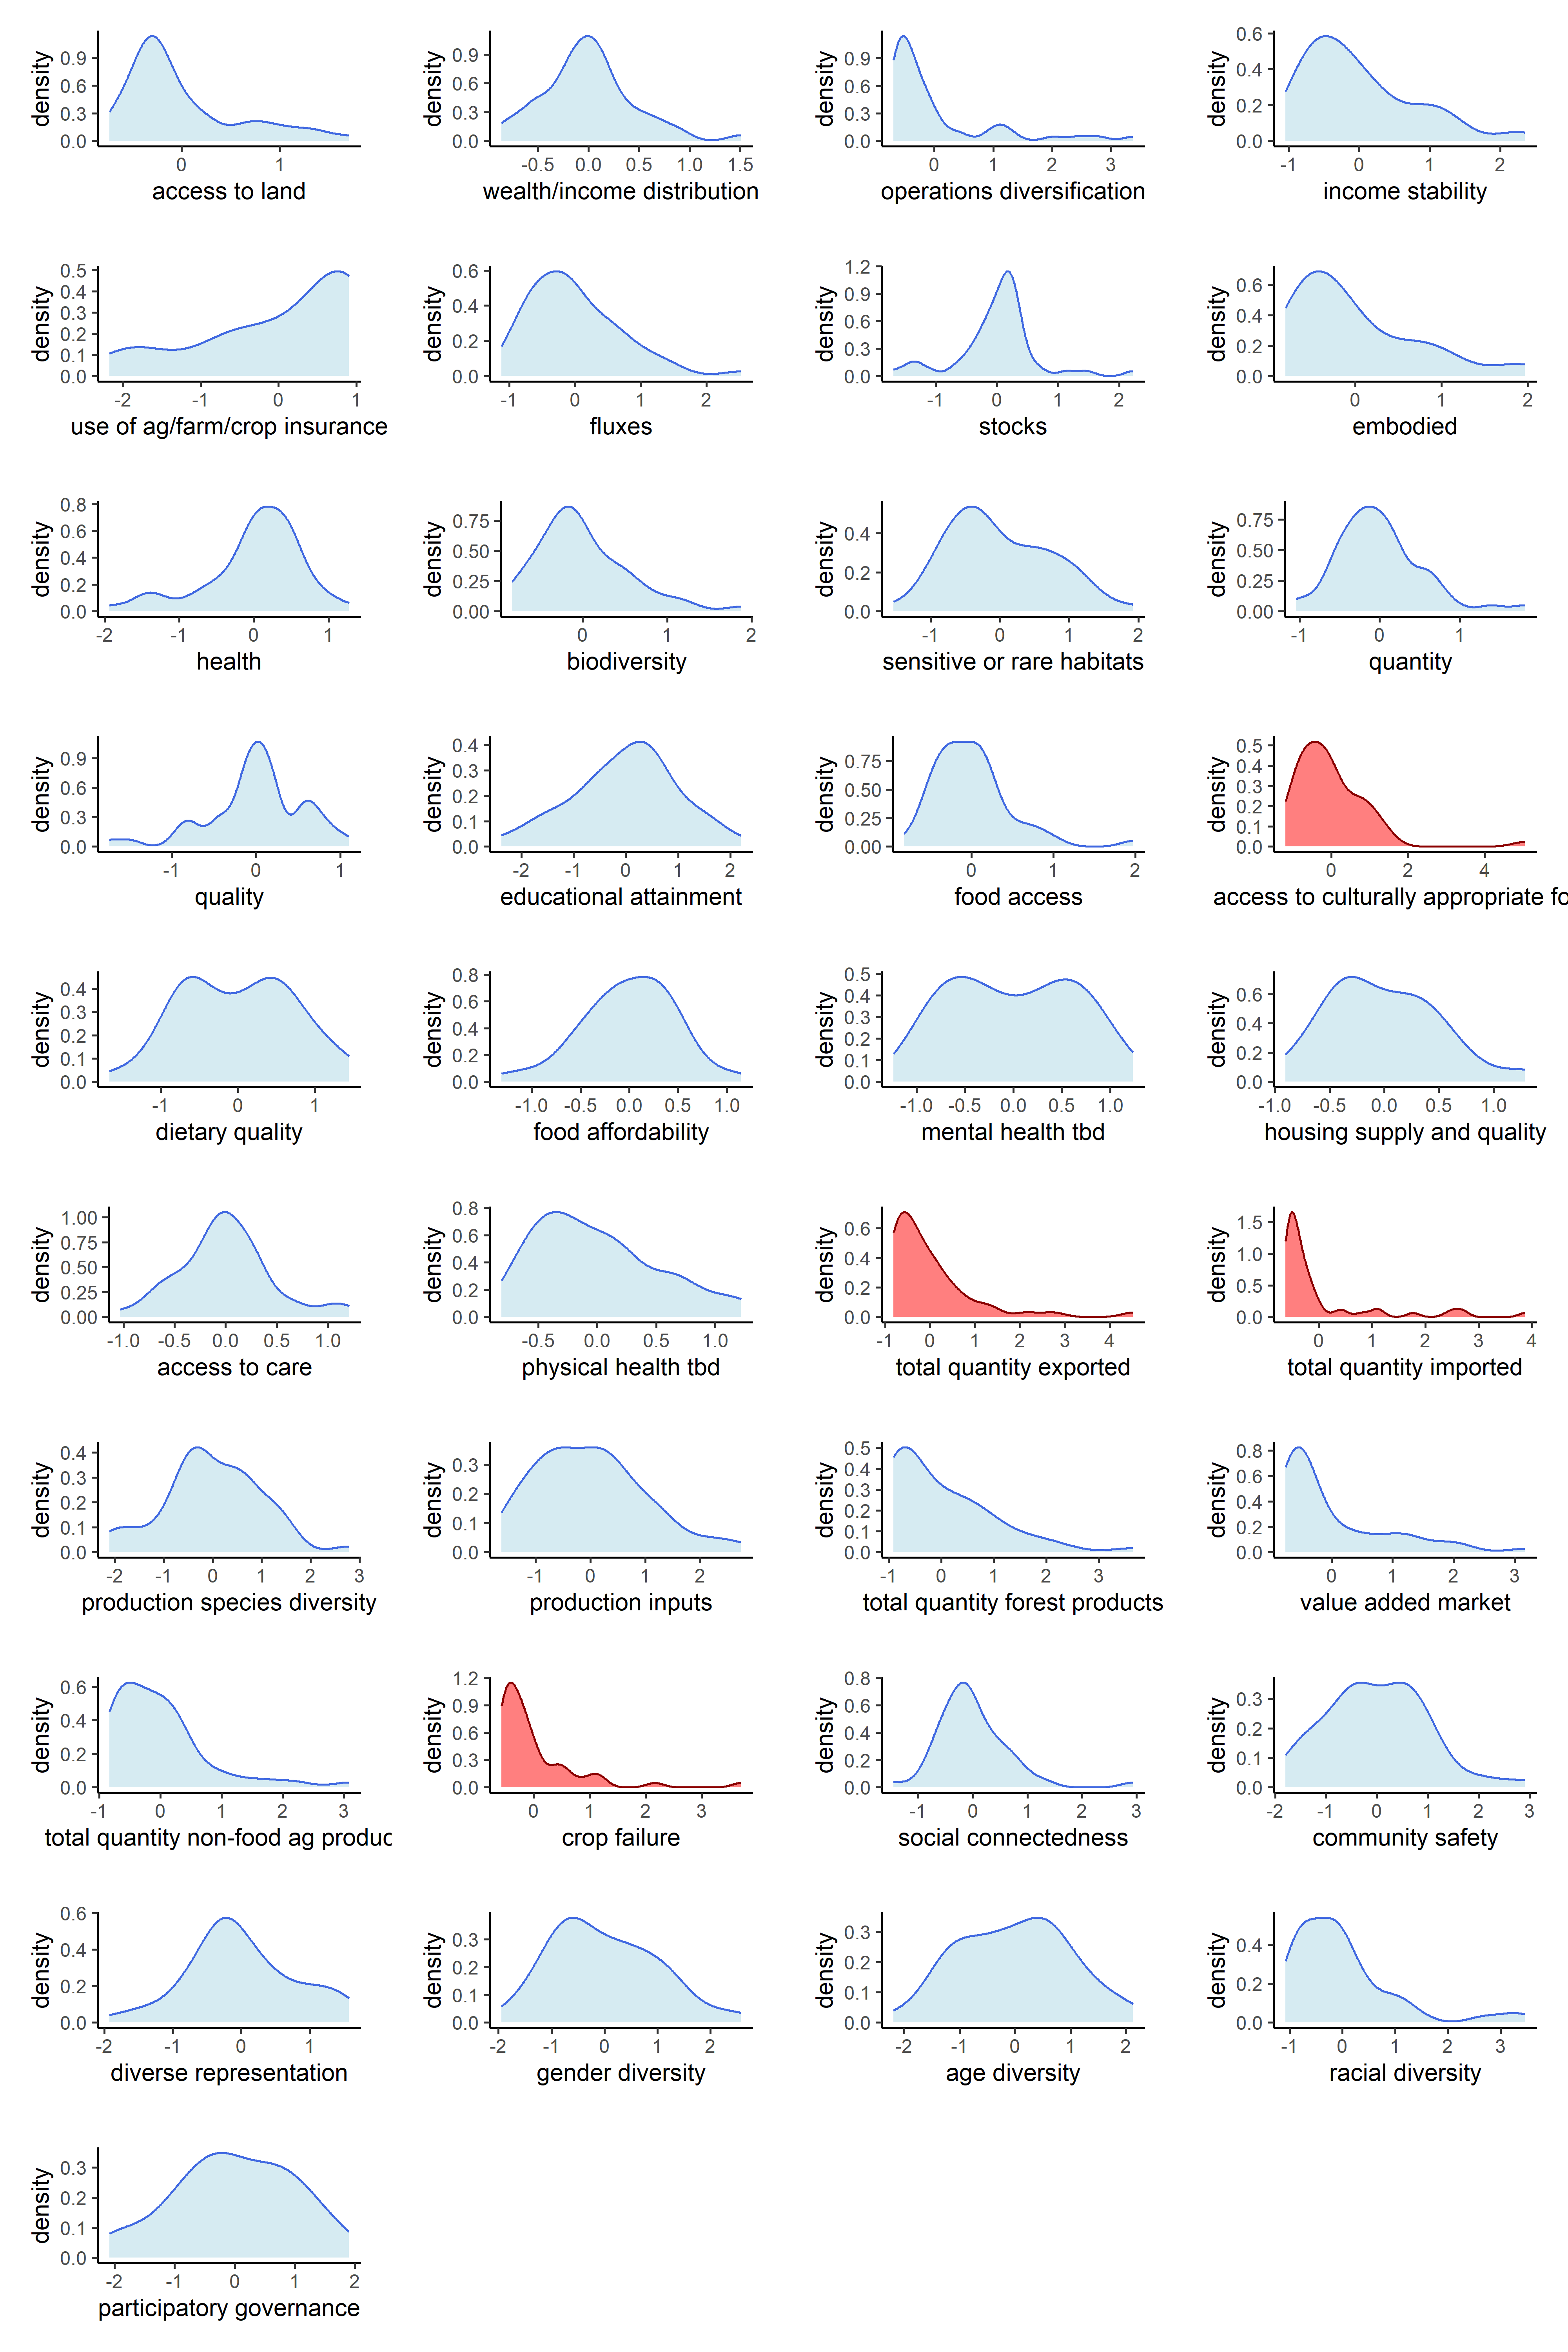 density
0.9
0.6
0.3
0.0
0 1
access to land
density
0.9
0.6
0.3
0.0
-0.5 0.0 0.5 1.0 1.5
wealth/income distribution
density
0.9
0.6
0.3
0.0
0 1 2 3
operations diversification
density
0.6
0.4
0.2
0.0
-1 0 1 2
income stability
density
0.5
0.4
0.3
0.2
0.1
0.0
-2 -1 0 1
use of ag/farm/crop insurance
density
0.6
0.4
0.2
0.0
-1 0 1 2
fluxes
density
1.2
0.9
0.6
0.3
0.0
-1 0 1 2
stocks
density
0.6
0.4
0.2
0.0
0 1 2
embodied
density
0.8
0.6
0.4
0.2
0.0
-2 -1 0 1
health
density
0.75
0.50
0.25
0.00
0 1 2
biodiversity
density
0.4
0.2
0.0
-1 0 1 2
sensitive or rare habitats
density
0.75
0.50
0.25
0.00
-1 0 1
quantity
density
0.9
0.6
0.3
0.0
-1 0 1
quality
density
0.4
0.3
0.2
0.1
0.0
-2 -1 0 1 2
educational attainment
density
0.75
0.50
0.25
0.00
0 1 2
food access
density
0.5
0.4
0.3
0.2
0.1
0.0
0 2 4
access to culturally appropriate fo
density
0.4
0.3
0.2
0.1
0.0
-1 0 1
dietary quality
density
0.8
0.6
0.4
0.2
0.0
-1.0 -0.5 0.0 0.5 1.0
food affordability
density
0.5
0.4
0.3
0.2
0.1
0.0
-1.0 -0.5 0.0 0.5 1.0
mental health tbd
density
0.6
0.4
0.2
0.0
-1.0 -0.5 0.0 0.5 1.0
housing supply and quality
density
1.00
0.75
0.50
0.25
0.00
-1.0 -0.5 0.0 0.5 1.0
access to care
density
0.8
0.6
0.4
0.2
0.0
-0.5 0.0 0.5 1.0
physical health tbd
density
0.6
0.4
0.2
0.0
-1 0 1 2 3 4
total quantity exported
density
1.5
1.0
0.5
0.0
0 1 2 3 4
total quantity imported
density
0.4
0.3
0.2
0.1
0.0
-2 -1 0 1 2 3
production species diversity
density
0.3
0.2
0.1
0.0
-1 0 1 2
production inputs
density
0.5
0.4
0.3
0.2
0.1
0.0
-1 0 1 2 3
total quantity forest products
density
0.8
0.6
0.4
0.2
0.0
0 1 2 3
value added market
density
0.6
0.4
0.2
0.0
-1 0 1 2 3
total quantity non-food ag produc
density
1.2
0.9
0.6
0.3
0.0
0 1 2 3
crop failure
density
0.8
0.6
0.4
0.2
0.0
-1 0 1 2 3
social connectedness
density
0.3
0.2
0.1
0.0
-2 -1 0 1 2 3
community safety
density
0.6
0.4
0.2
0.0
-2 -1 0 1
diverse representation
density
0.3
0.2
0.1
0.0
-2 -1 0 1 2
gender diversity
density
0.3
0.2
0.1
0.0
-2 -1 0 1 2
age diversity
density
0.4
0.2
0.0
-1 0 1 2 3
racial diversity
density
0.3
0.2
0.1
0.0
-2 -1 0 1 2
participatory governance